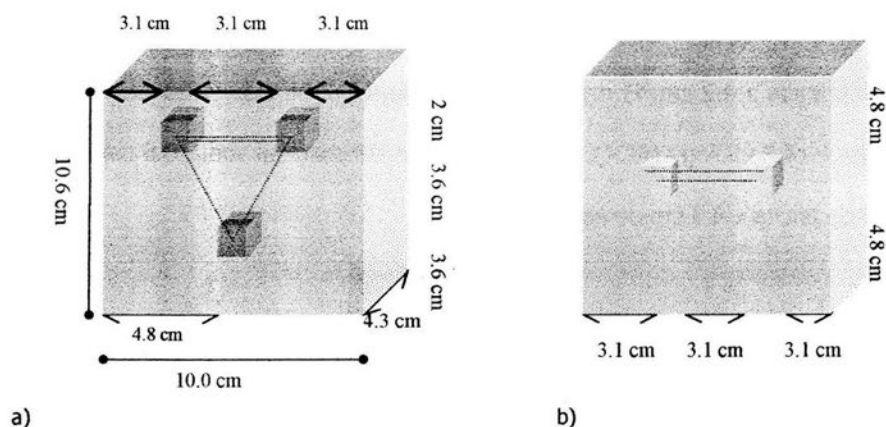 3.1 cm 3.1 cm 3.1 cm
10.6 cm
2 cm
3.6 cm
3.6 cm
4.3 cm
4.8 cm
10.0 cm
a)
4.8 cm
4.8 cm
3.1 cm 3.1 cm 3.1 cm
b)